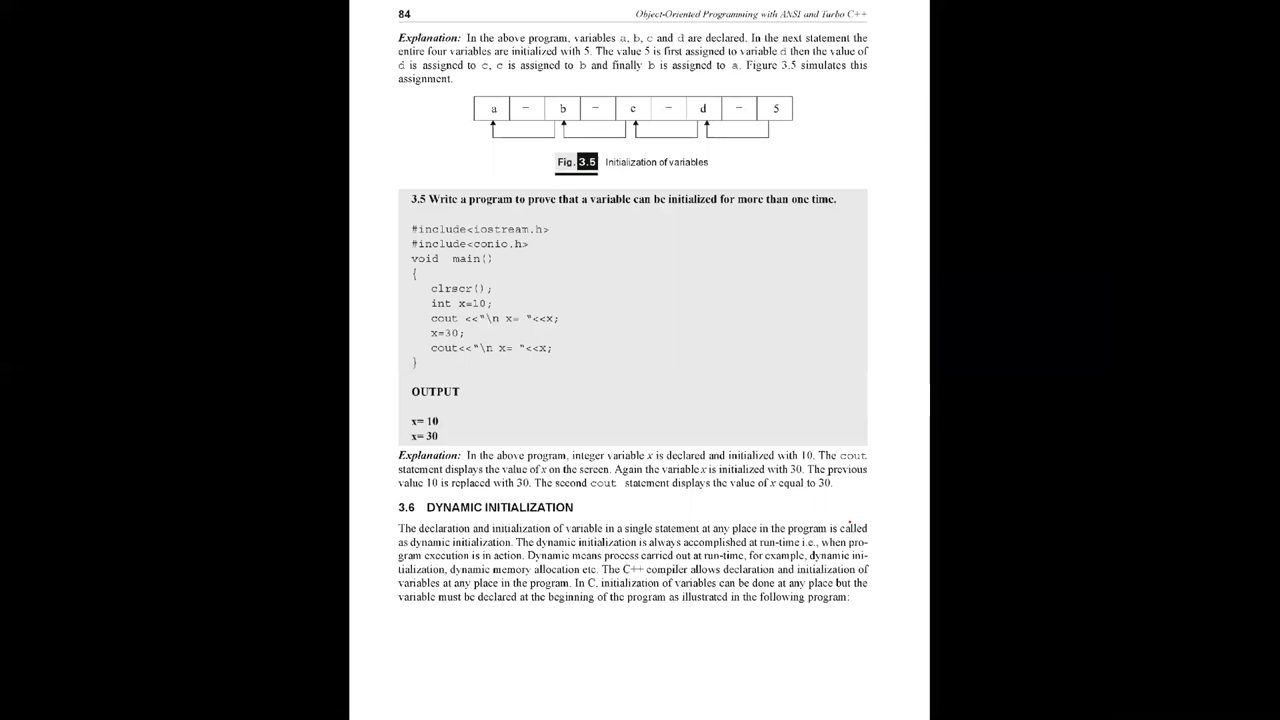 84 Object-Oriented Programming with ANSI and Turbo C++
Explanation: In the above program, variables a, b, c and d are declared. In the next statement the
entire four variables are initialized with 5. The value 5 is first assigned to variable d then the value of
d is assigned to c, c is assigned to b and finally b is assigned to a. Figure 3.5 simulates this
assignment.
a – b – c – d – 5
Fig. 3.5 Initialization of variables
3.5 Write a program to prove that a variable can be initialized for more than one time.
#include<iostream.h>
#include<conio.h>
void main()
{
clrscr();
int x=10;
cout <<"\n x= "<<x;
x=30;
cout<<"\n x= "<<x;
}
OUTPUT
x= 10
x= 30
Explanation: In the above program, integer variable x is declared and initialized with 10. The cout
statement displays the value of x on the screen. Again the variable x is initialized with 30. The previous
value 10 is replaced with 30. The second cout statement displays the value of x equal to 30.
3.6 DYNAMIC INITIALIZATION
The declaration and initialization of variable in a single statement at any place in the program is called
as dynamic initialization. The dynamic initialization is always accomplished at run-time i.e., when pro-
gram execution is in action. Dynamic means process carried out at run-time, for example, dynamic ini-
tialization, dynamic memory allocation etc. The C++ compiler allows declaration and initialization of
variables at any place in the program. In C, initialization of variables can be done at any place but the
variable must be declared at the beginning of the program as illustrated in the following program: